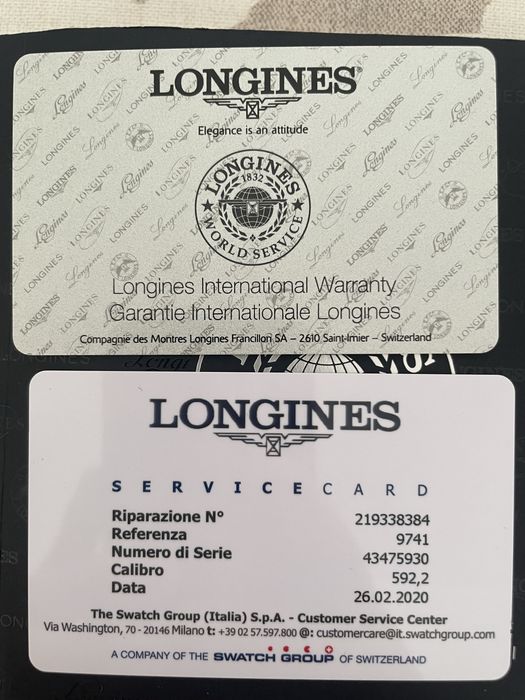 LONGINES
Elegance is an attitude
LONGINES
1832
WORLD SERVICE
Longines International Warranty
Garantie Internationale Longines
Compagnie des Montres Longines Francillon SA – 2610 Saint-Imier – Switzerland
LONGINES
SERVICECARD
Riparazione N° 219338384
Referenza 9741
Numero di Serie 43475930
Calibro 592,2
Data 26.02.2020
The Swatch Group (Italia) S.p.A. - Customer Service Center
Via Washington, 70 - 20146 Milano t: +39 02 57.597.800 @: customercare@it.swatchgroup.com
A COMPANY OF THE SWATCH GROUP OF SWITZERLAND